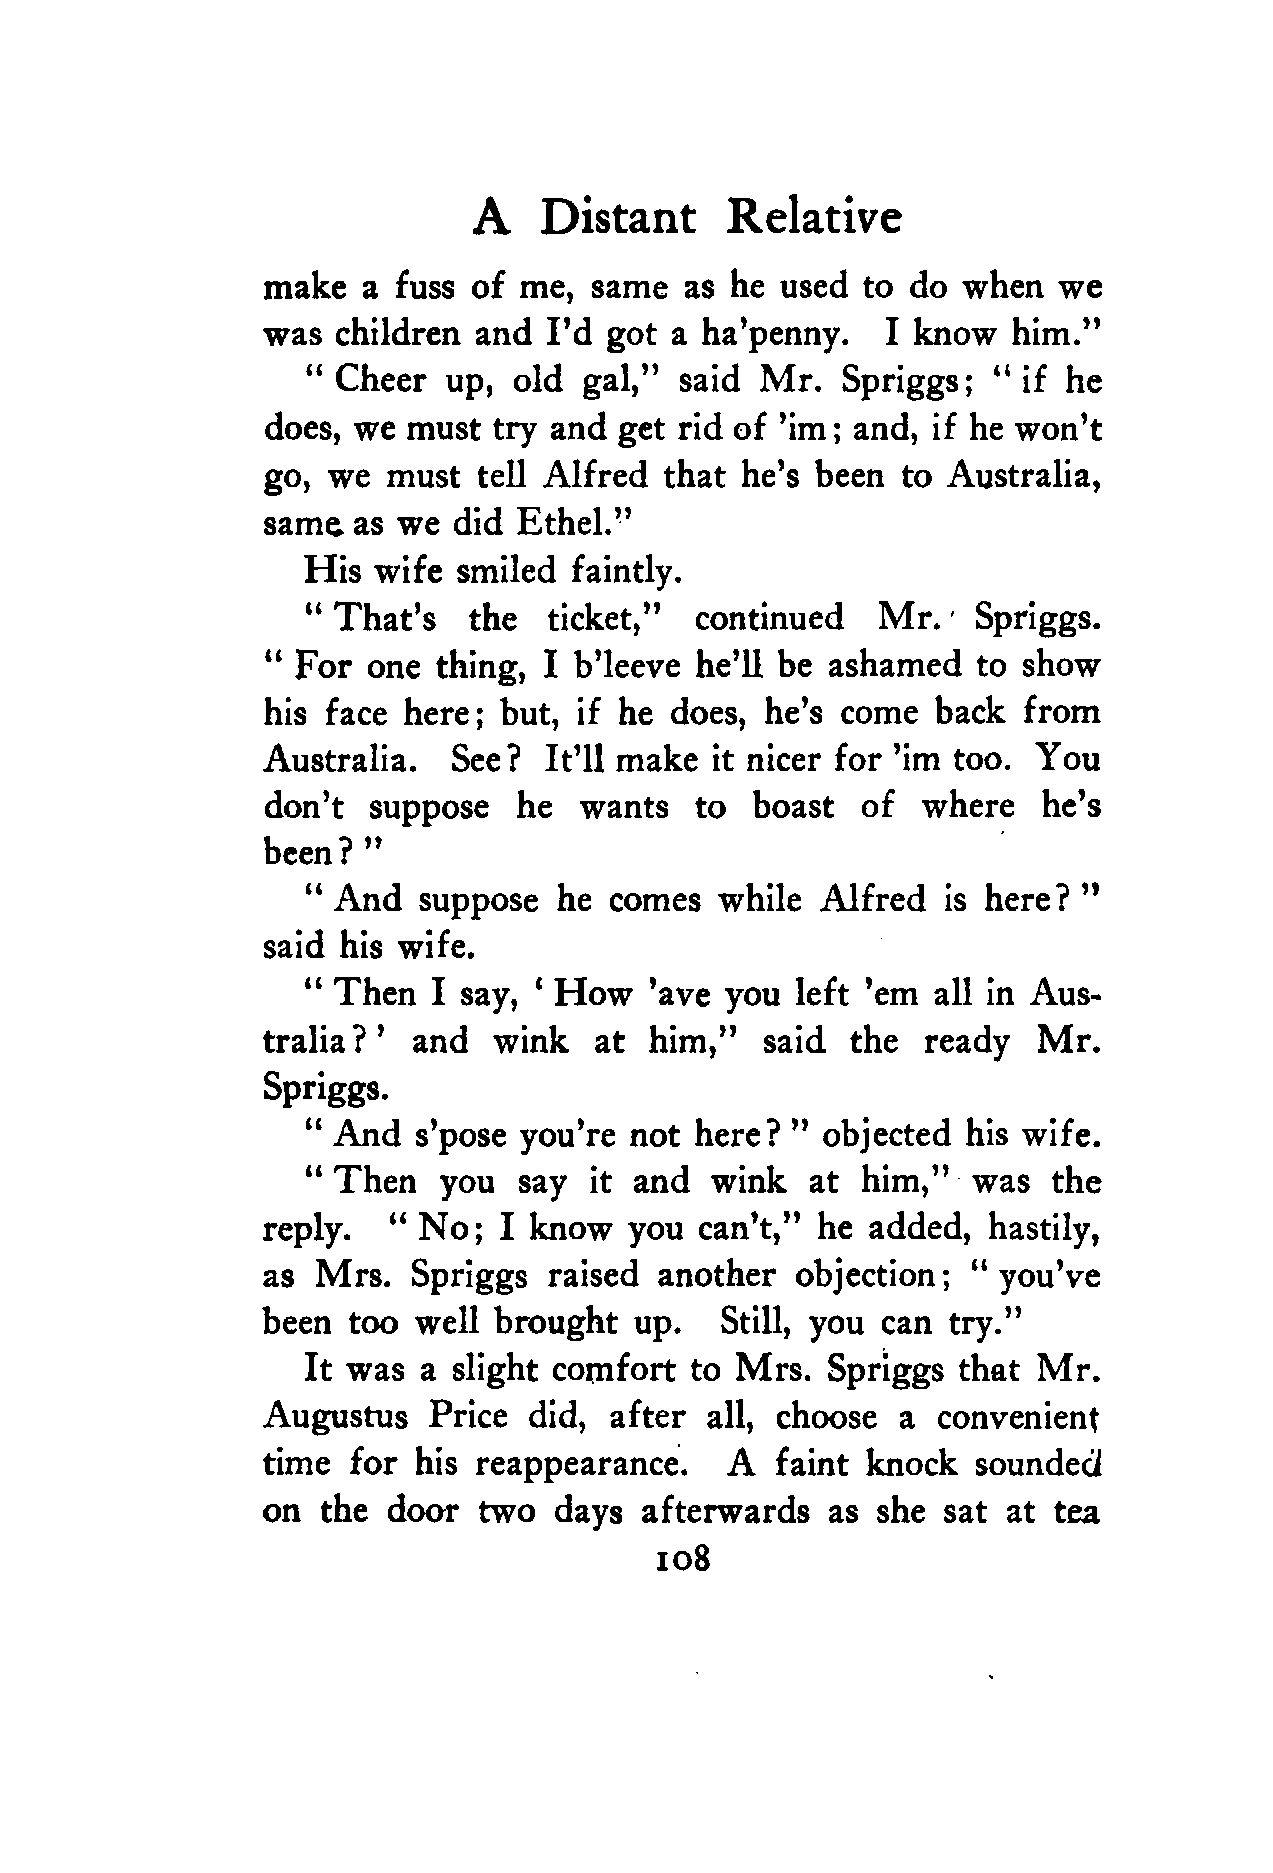 A Distant Relative
make a fuss of me, same as he used to do when we
was children and I'd got a ha'penny. I know him."
" Cheer up, old gal," said Mr. Spriggs; " if he
does, we must try and get rid of 'im; and, if he won't
go, we must tell Alfred that he's been to Australia,
same as we did Ethel."
His wife smiled faintly.
" That's the ticket," continued Mr. Spriggs.
" For one thing, I b'leeve he'll be ashamed to show
his face here; but, if he does, he's come back from
Australia. See? It'll make it nicer for 'im too. You
don't suppose he wants to boast of where he's
been? "
" And suppose he comes while Alfred is here? "
said his wife.
" Then I say, ' How 'ave you left 'em all in Aus-
tralia? ' and wink at him," said the ready Mr.
Spriggs.
" And s'pose you're not here? " objected his wife.
" Then you say it and wink at him," was the
reply. " No; I know you can't," he added, hastily,
as Mrs. Spriggs raised another objection; " you've
been too well brought up. Still, you can try."
It was a slight comfort to Mrs. Spriggs that Mr.
Augustus Price did, after all, choose a convenient
time for his reappearance. A faint knock sounded
on the door two days afterwards as she sat at tea
108